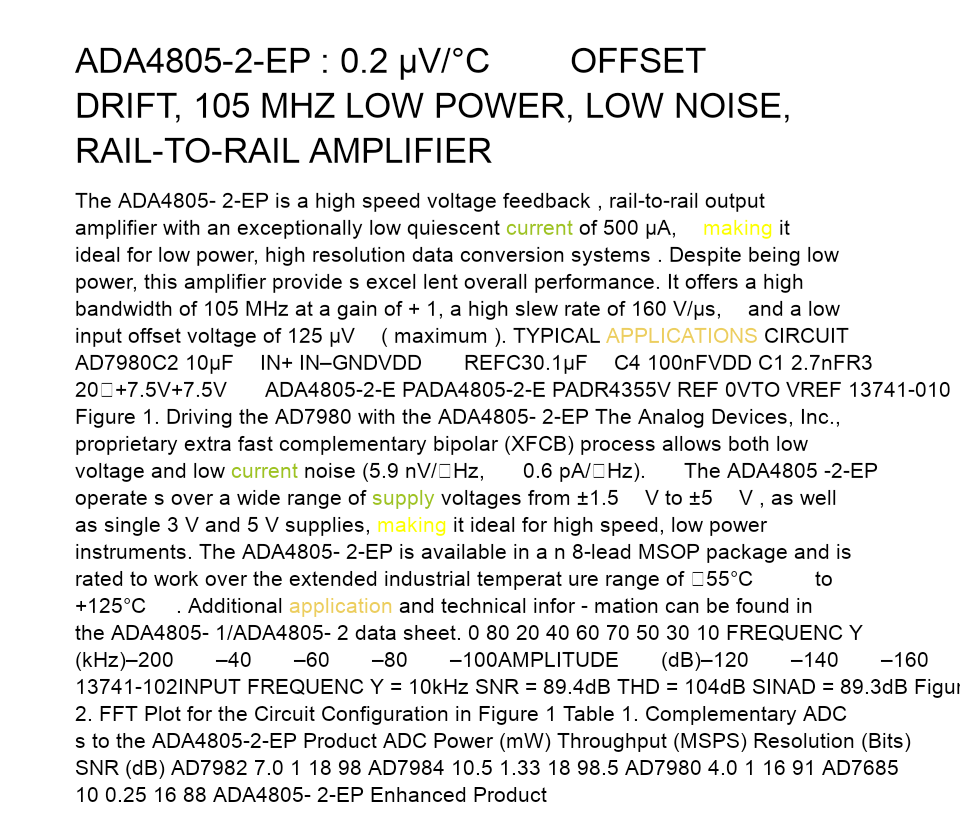 ADA4805-2-EP : 0.2 µV/°C OFFSET
DRIFT, 105 MHZ LOW POWER, LOW NOISE,
RAIL-TO-RAIL AMPLIFIER
The ADA4805- 2-EP is a high speed voltage feedback , rail-to-rail output
amplifier with an exceptionally low quiescent current of 500 µA, making it
ideal for low power, high resolution data conversion systems . Despite being low
power, this amplifier provide s excel lent overall performance. It offers a high
bandwidth of 105 MHz at a gain of + 1, a high slew rate of 160 V/µs, and a low
input offset voltage of 125 µV ( maximum ). TYPICAL APPLICATIONS CIRCUIT
AD7980C2 10µF IN+ IN–GNDVDD REFC30.1µF C4 100nFVDD C1 2.7nFR3
20□+7.5V+7.5V ADA4805-2-E PADA4805-2-E PADR4355V REF 0VTO VREF 13741-010
Figure 1. Driving the AD7980 with the ADA4805- 2-EP The Analog Devices, Inc.,
proprietary extra fast complementary bipolar (XFCB) process allows both low
voltage and low current noise (5.9 nV/□Hz, 0.6 pA/□Hz). The ADA4805 -2-EP
operate s over a wide range of supply voltages from ±1.5 V to ±5 V , as well
as single 3 V and 5 V supplies, making it ideal for high speed, low power
instruments. The ADA4805- 2-EP is available in a n 8-lead MSOP package and is
rated to work over the extended industrial temperat ure range of □55°C to
+125°C . Additional application and technical infor - mation can be found in
the ADA4805- 1/ADA4805- 2 data sheet. 0 80 20 40 60 70 50 30 10 FREQUENC Y
(kHz)–200 –40 –60 –80 –100AMPLITUDE (dB)–120 –140 –160
13741-102INPUT FREQUENC Y = 10kHz SNR = 89.4dB THD = 104dB SINAD = 89.3dB Figur
2. FFT Plot for the Circuit Configuration in Figure 1 Table 1. Complementary ADC
s to the ADA4805-2-EP Product ADC Power (mW) Throughput (MSPS) Resolution (Bits)
SNR (dB) AD7982 7.0 1 18 98 AD7984 10.5 1.33 18 98.5 AD7980 4.0 1 16 91 AD7685
10 0.25 16 88 ADA4805- 2-EP Enhanced Product